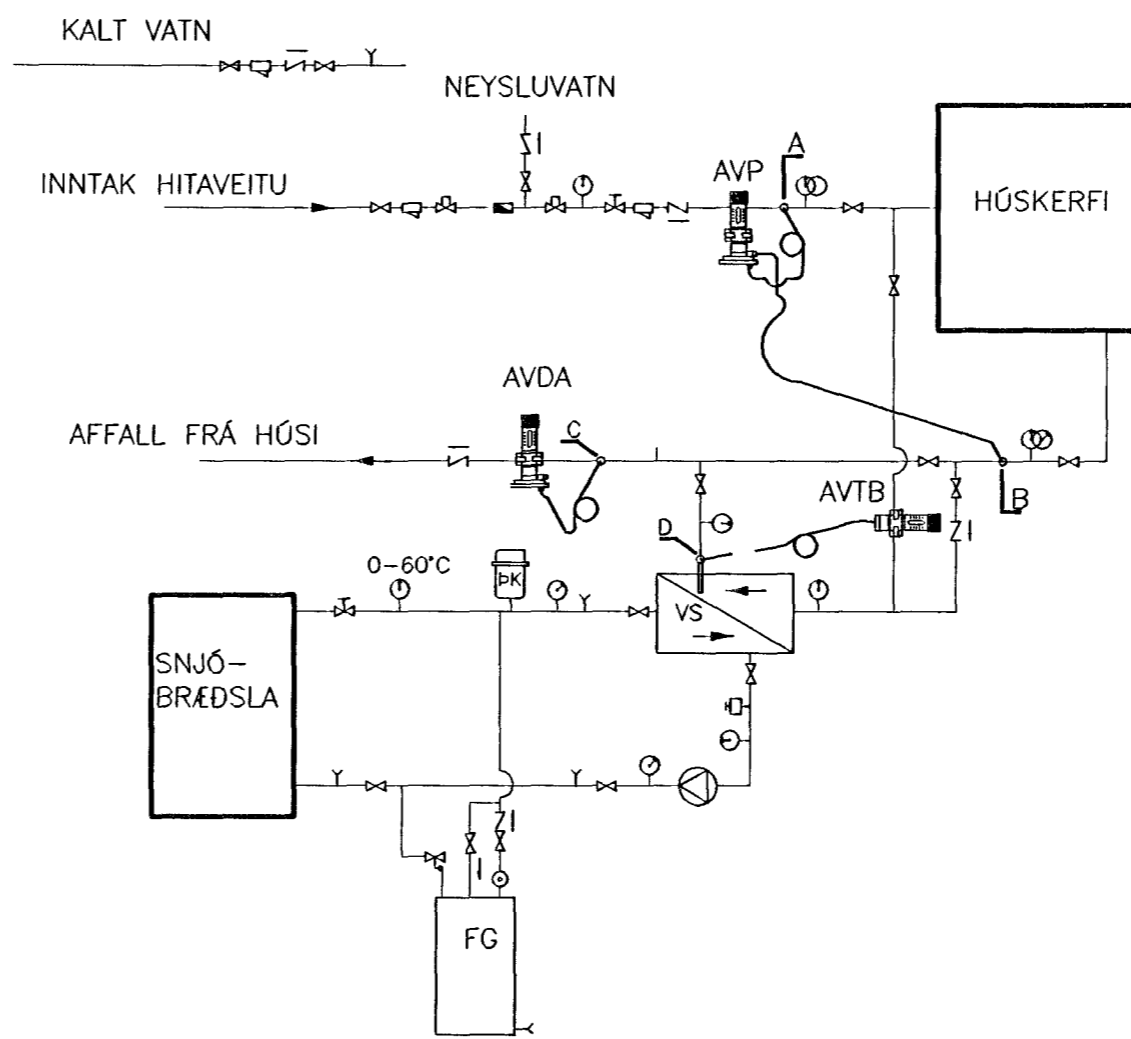 KALT VATN
NEYSLUVATN
INNTAK HITAVEITU
AVP
A
HÚSKERFI
AVDA
AFFALL FRÁ HÚSI
C
B
AVTB
D
0-60°C
ÞK
VS
SNJÓ-
BRÆÐSLA
FG